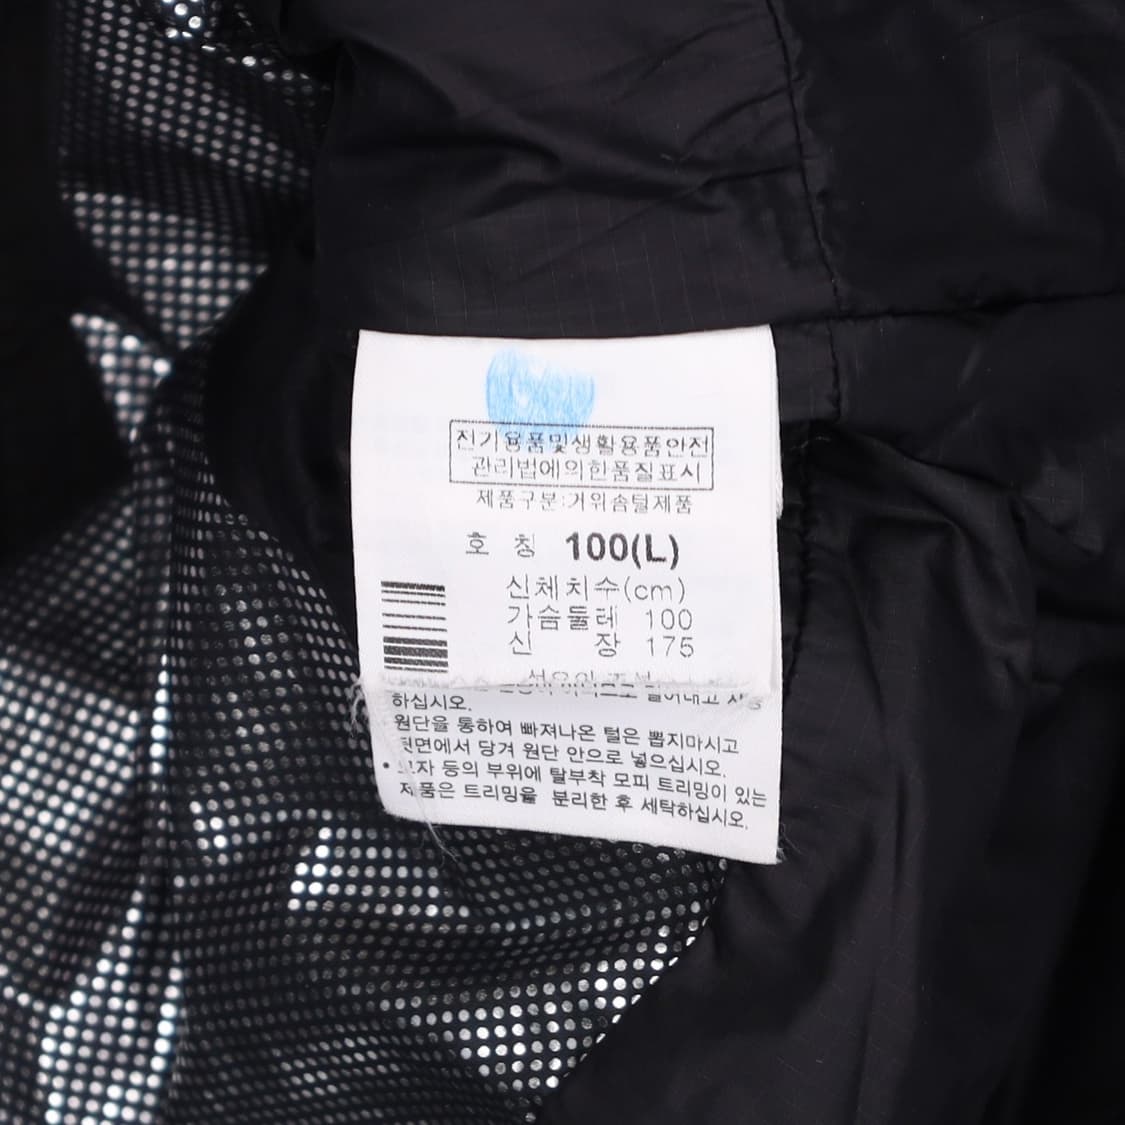 전기용품및생활용품안전
관리법에의한품질표시
제품구분:거위솜털제품
호 칭 100(L)
신체치수(cm)
가슴둘레 100
신 장 175
하십시오.
원단을 통하여 빠져나온 털은 뽑지마시고
뒷면에서 당겨 원단 안으로 넣으십시오.
• 모자 등의 부위에 탈부착 모피 트리밍이 있는
제품은 트리밍을 분리한 후 세탁하십시오.